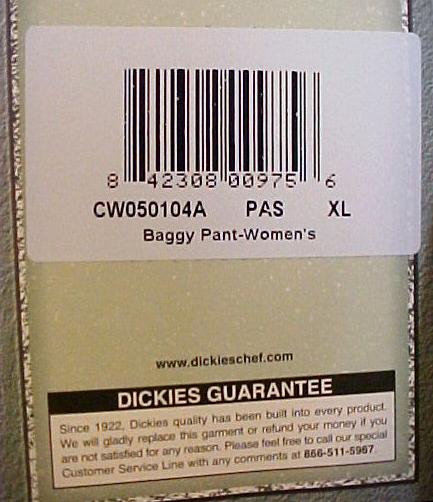 8 42308 00975 6
CW050104A PAS XL
Baggy Pant-Women's
www.dickieschef.com
DICKIES GUARANTEE
Since 1922, Dickies quality has been built into every product.
We will gladly replace this garment or refund your money if you
are not satisfied for any reason. Please feel free to call our special
Customer Service Line with any comments at 866-511-5967.